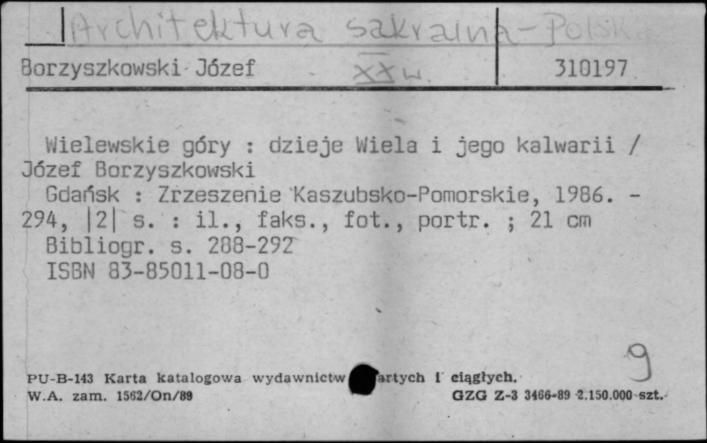 Architektura sakralna - Polska
Borzyszkowski Józef XX w. 310197
Wielewskie góry : dzieje Wiela i jego kalwarii /
Józef Borzyszkowski
Gdańsk : Zrzeszenie Kaszubsko-Pomorskie, 1986. -
294, |2| s. : il., faks., fot., portr. ; 21 cm
Bibliogr. s. 288-292
ISBN 83-85011-08-0
9
PU-B-143 Karta katalogowa wydawnictw artych i ciągłych.
W.A. zam. 1562/On/89 GZG Z-3 3466-89 2.150.000 szt.